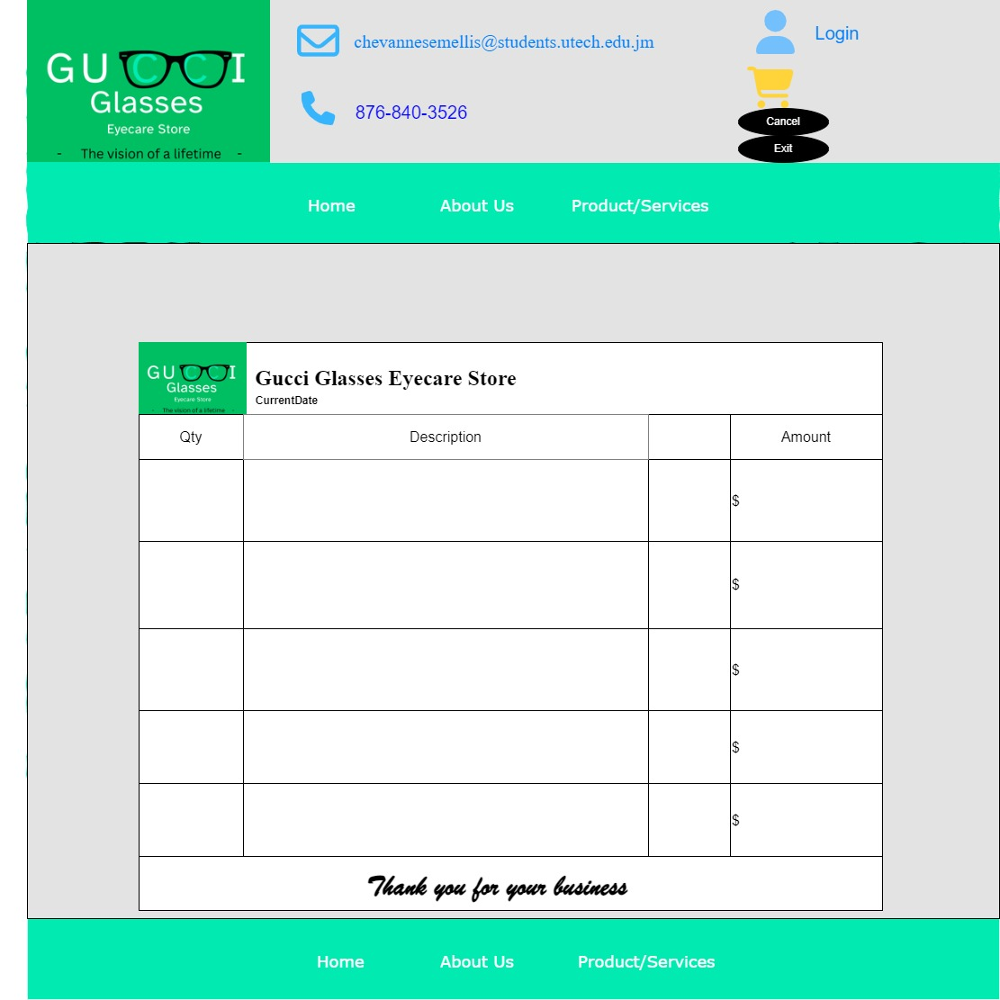 GUCCI
Glasses
Eyecare Store
- The vision of a lifetime -
chevannesemellis@students.utech.edu.jm
876-840-3526
Login
Cancel
Exit
Home About Us Product/Services
GUCCI
Glasses
Eyecare Store
- The vision of a lifetime -
Gucci Glasses Eyecare Store
CurrentDate
Qty Description Amount
$
$
$
$
$
Thank you for your business
Home About Us Product/Services